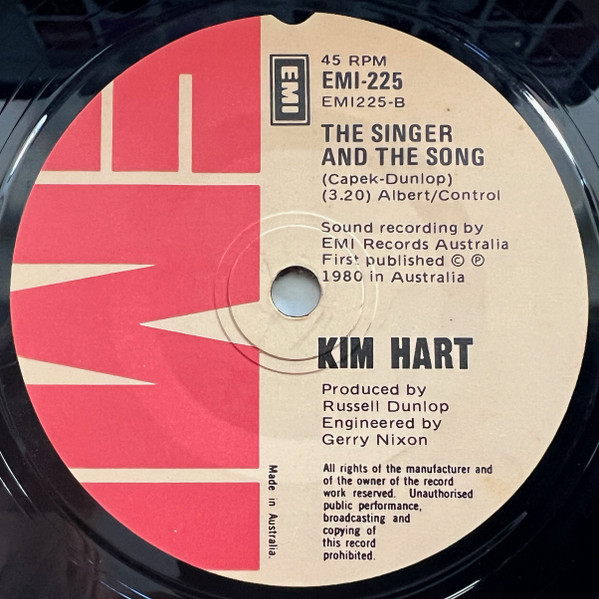 EMI
EMI
45 RPM
EMI-225
EMI225-B
THE SINGER
AND THE SONG
(Capek-Dunlop)
(3.20) Albert/Control
Sound recording by
EMI Records Australia
First published © ℗
1980 in Australia
KIM HART
Produced by
Russell Dunlop
Engineered by
Gerry Nixon
Made in Australia.
All rights of the manufacturer and
of the owner of the record
work reserved. Unauthorised
public performance,
broadcasting and
copying of
this record
prohibited.